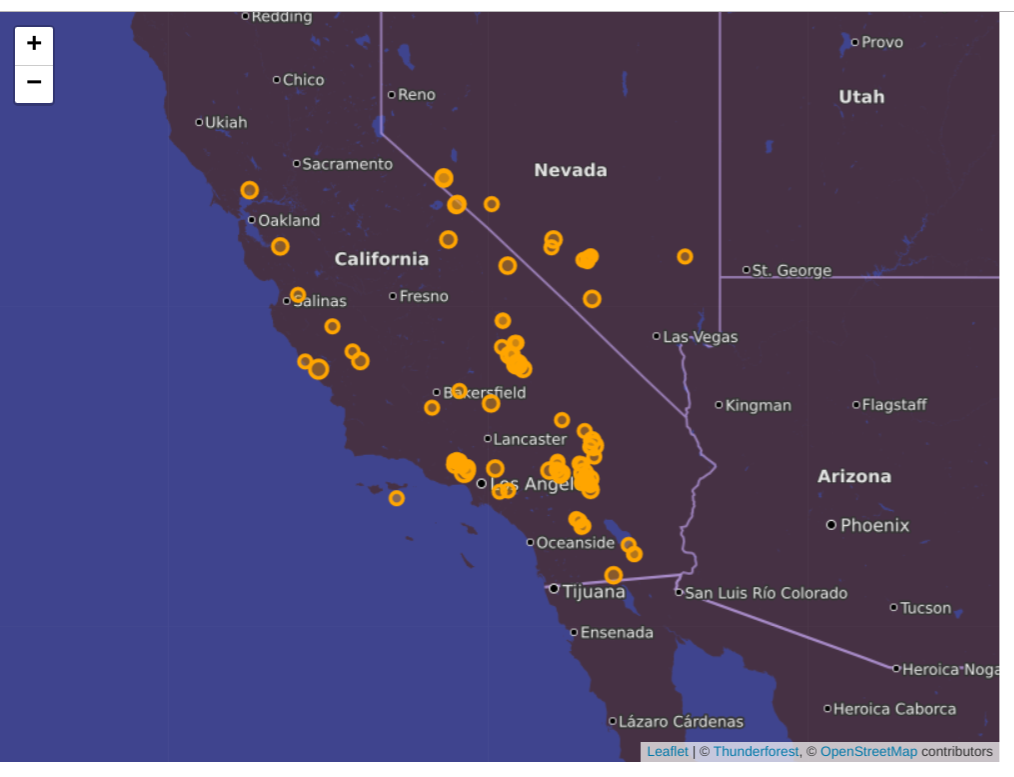 Redding
+
Provo
Chico
−
Reno
Utah
Ukiah
Sacramento
Nevada
Oakland
California
St. George
Salinas
Fresno
Las Vegas
Bakersfield
Kingman
Flagstaff
Lancaster
Arizona
Los Angel
Phoenix
Oceanside
Tijuana
San Luis Río Colorado
Tucson
Ensenada
Heroica Noga
Heroica Caborca
Lázaro Cárdenas
Leaflet | © Thunderforest, © OpenStreetMap contributors